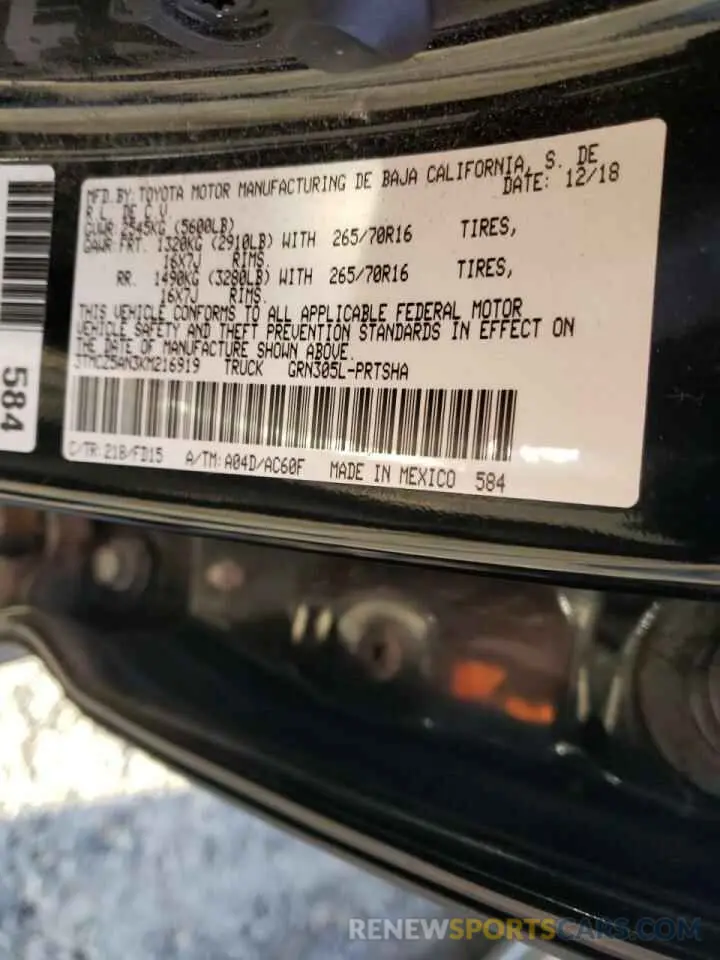 MFD.BY:TOYOTA MOTOR MANUFACTURING DE BAJA CALIFORNIA, S. DE
R.L. DE C.V. DATE: 12/18
GVWR 2545KG (5600LB)
GAWR FRT. 1320KG (2910LB) WITH 265/70R16 TIRES,
16X7J RIMS.
RR. 1490KG (3280LB) WITH 265/70R16 TIRES,
16X7J RIMS.
THIS VEHICLE CONFORMS TO ALL APPLICABLE FEDERAL MOTOR
VEHICLE SAFETY AND THEFT PREVENTION STANDARDS IN EFFECT ON
THE DATE OF MANUFACTURE SHOWN ABOVE.
3TMCZ5AN3KM216919 TRUCK GRN305L-PRTSHA
C/TR:218/FD15 A/TM:A04D/AC60F MADE IN MEXICO 584
584
RENEWSPORTSCARS.COM